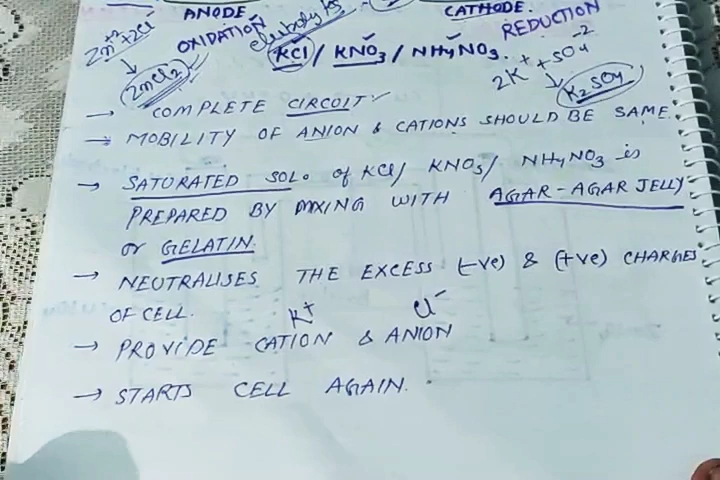 ANODE CATHODE.
OXIDATION REDUCTION
Zn+2 + 2Cl-
ZnCl2
KCl / KNO3 / NH4NO3.
2K+ + SO4-2
K2SO4
→ COMPLETE CIRCUIT
→ MOBILITY OF ANION & CATIONS SHOULD BE SAME.
→ SATURATED SOL. of KCl/ KNO3/ NH4NO3 is
PREPARED BY MIXING WITH AGAR-AGAR JELLY
or GELATIN.
→ NEUTRALISES THE EXCESS (-ve) & (+ve) CHARGES
OF CELL.
K+ Cl-
→ PROVIDE CATION & ANION
→ STARTS CELL AGAIN.